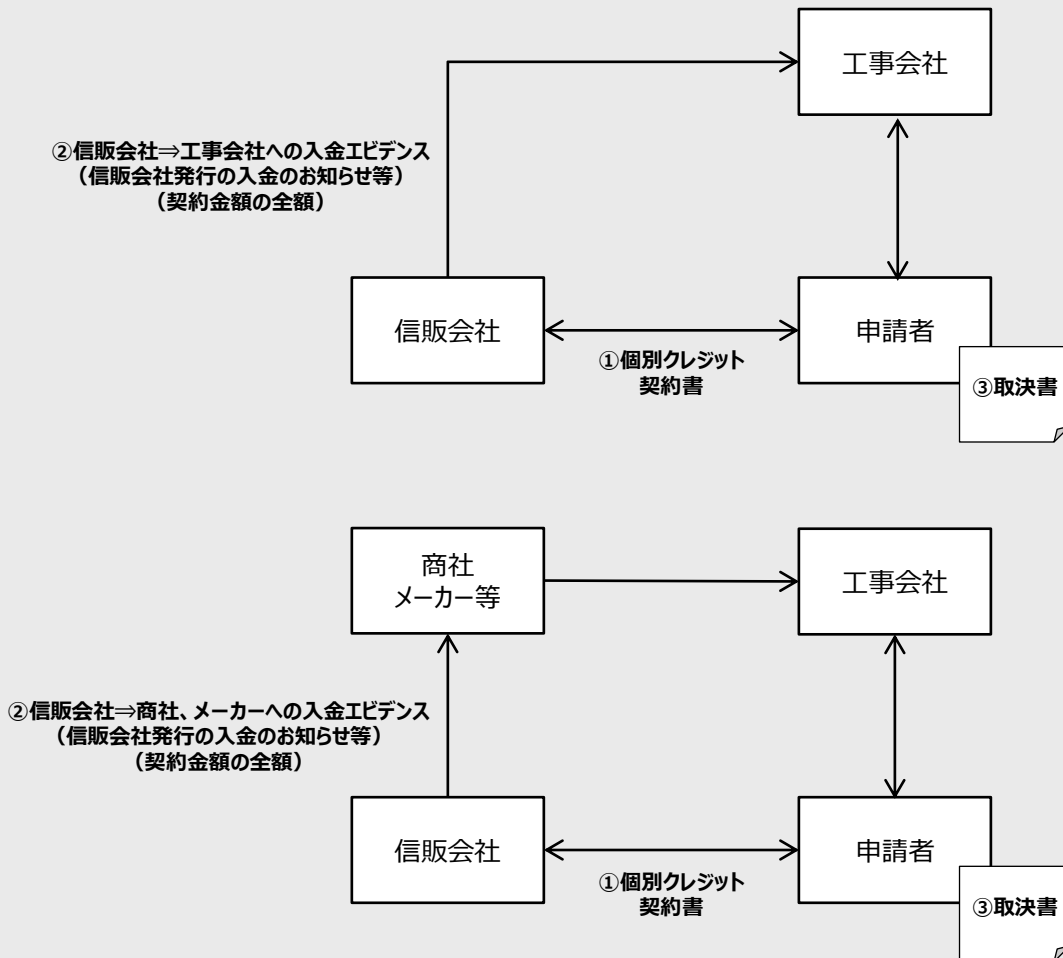 工事会社
②信販会社⇒工事会社への入金エビデンス
（信販会社発行の入金のお知らせ等）
（契約金額の全額）
信販会社
申請者
①個別クレジット
契約書
③取決書
商社
メーカー等
工事会社
②信販会社⇒商社、メーカーへの入金エビデンス
（信販会社発行の入金のお知らせ等）
（契約金額の全額）
信販会社
申請者
①個別クレジット
契約書
③取決書